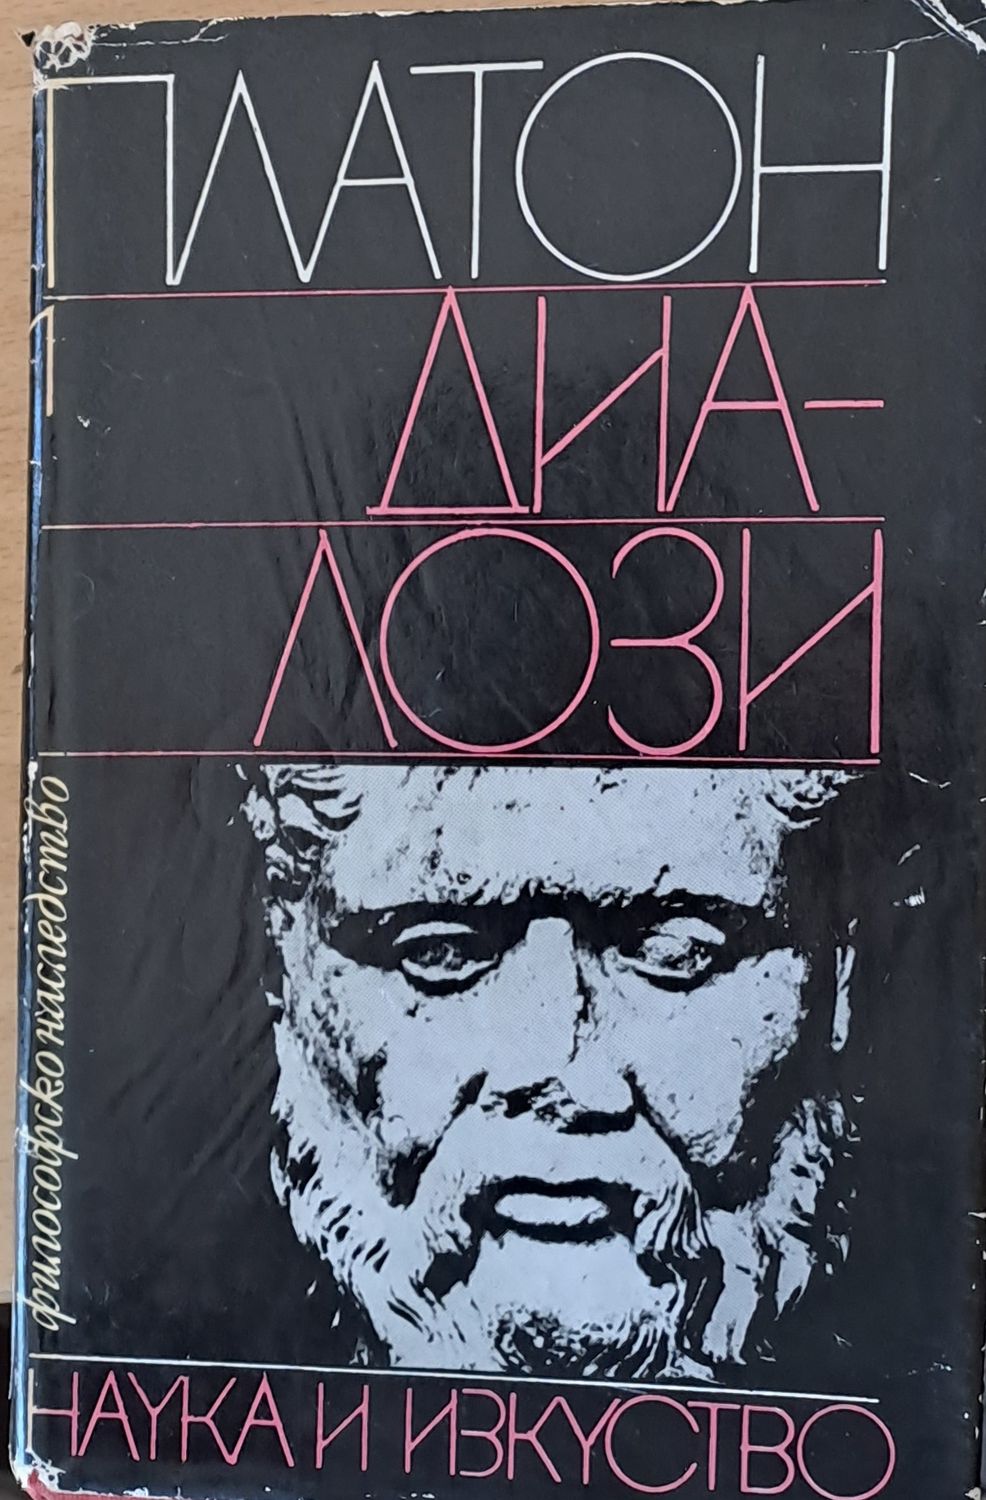 ПЛАТОН
1
ДИА-
ЛОЗИ
философско наследство
НАУКА И ИЗКУСТВО